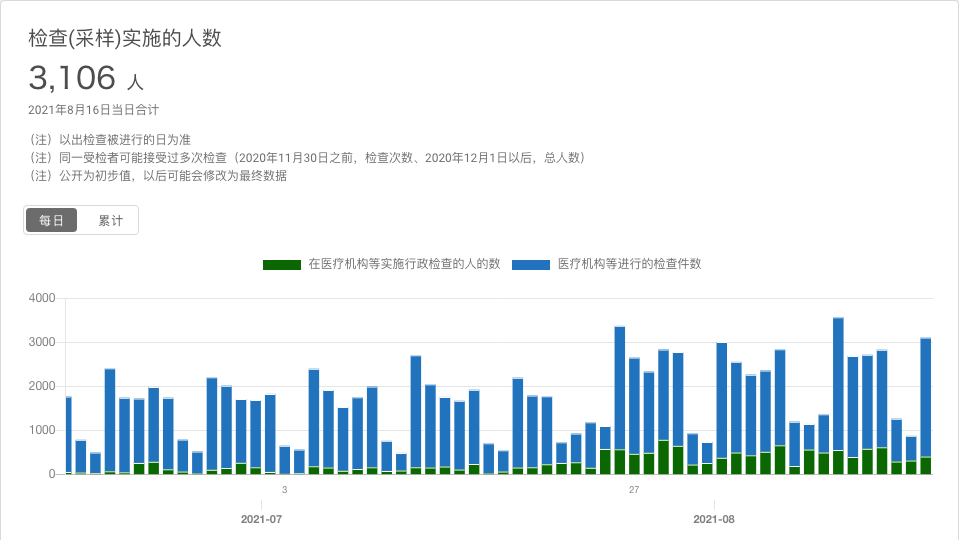 检查(采样)实施的人数
3,106 人
2021年8月16日当日合计
（注）以出检查被进行的日为准
（注）同一受检者可能接受过多次检查（2020年11月30日之前，检查次数、2020年12月1日以后，总人数）
（注）公开为初步值，以后可能会修改为最终数据
每日 累计
在医疗机构等实施行政检查的人的数 医疗机构等进行的检查件数
4000
3000
2000
1000
0
3 27
2021-07 2021-08